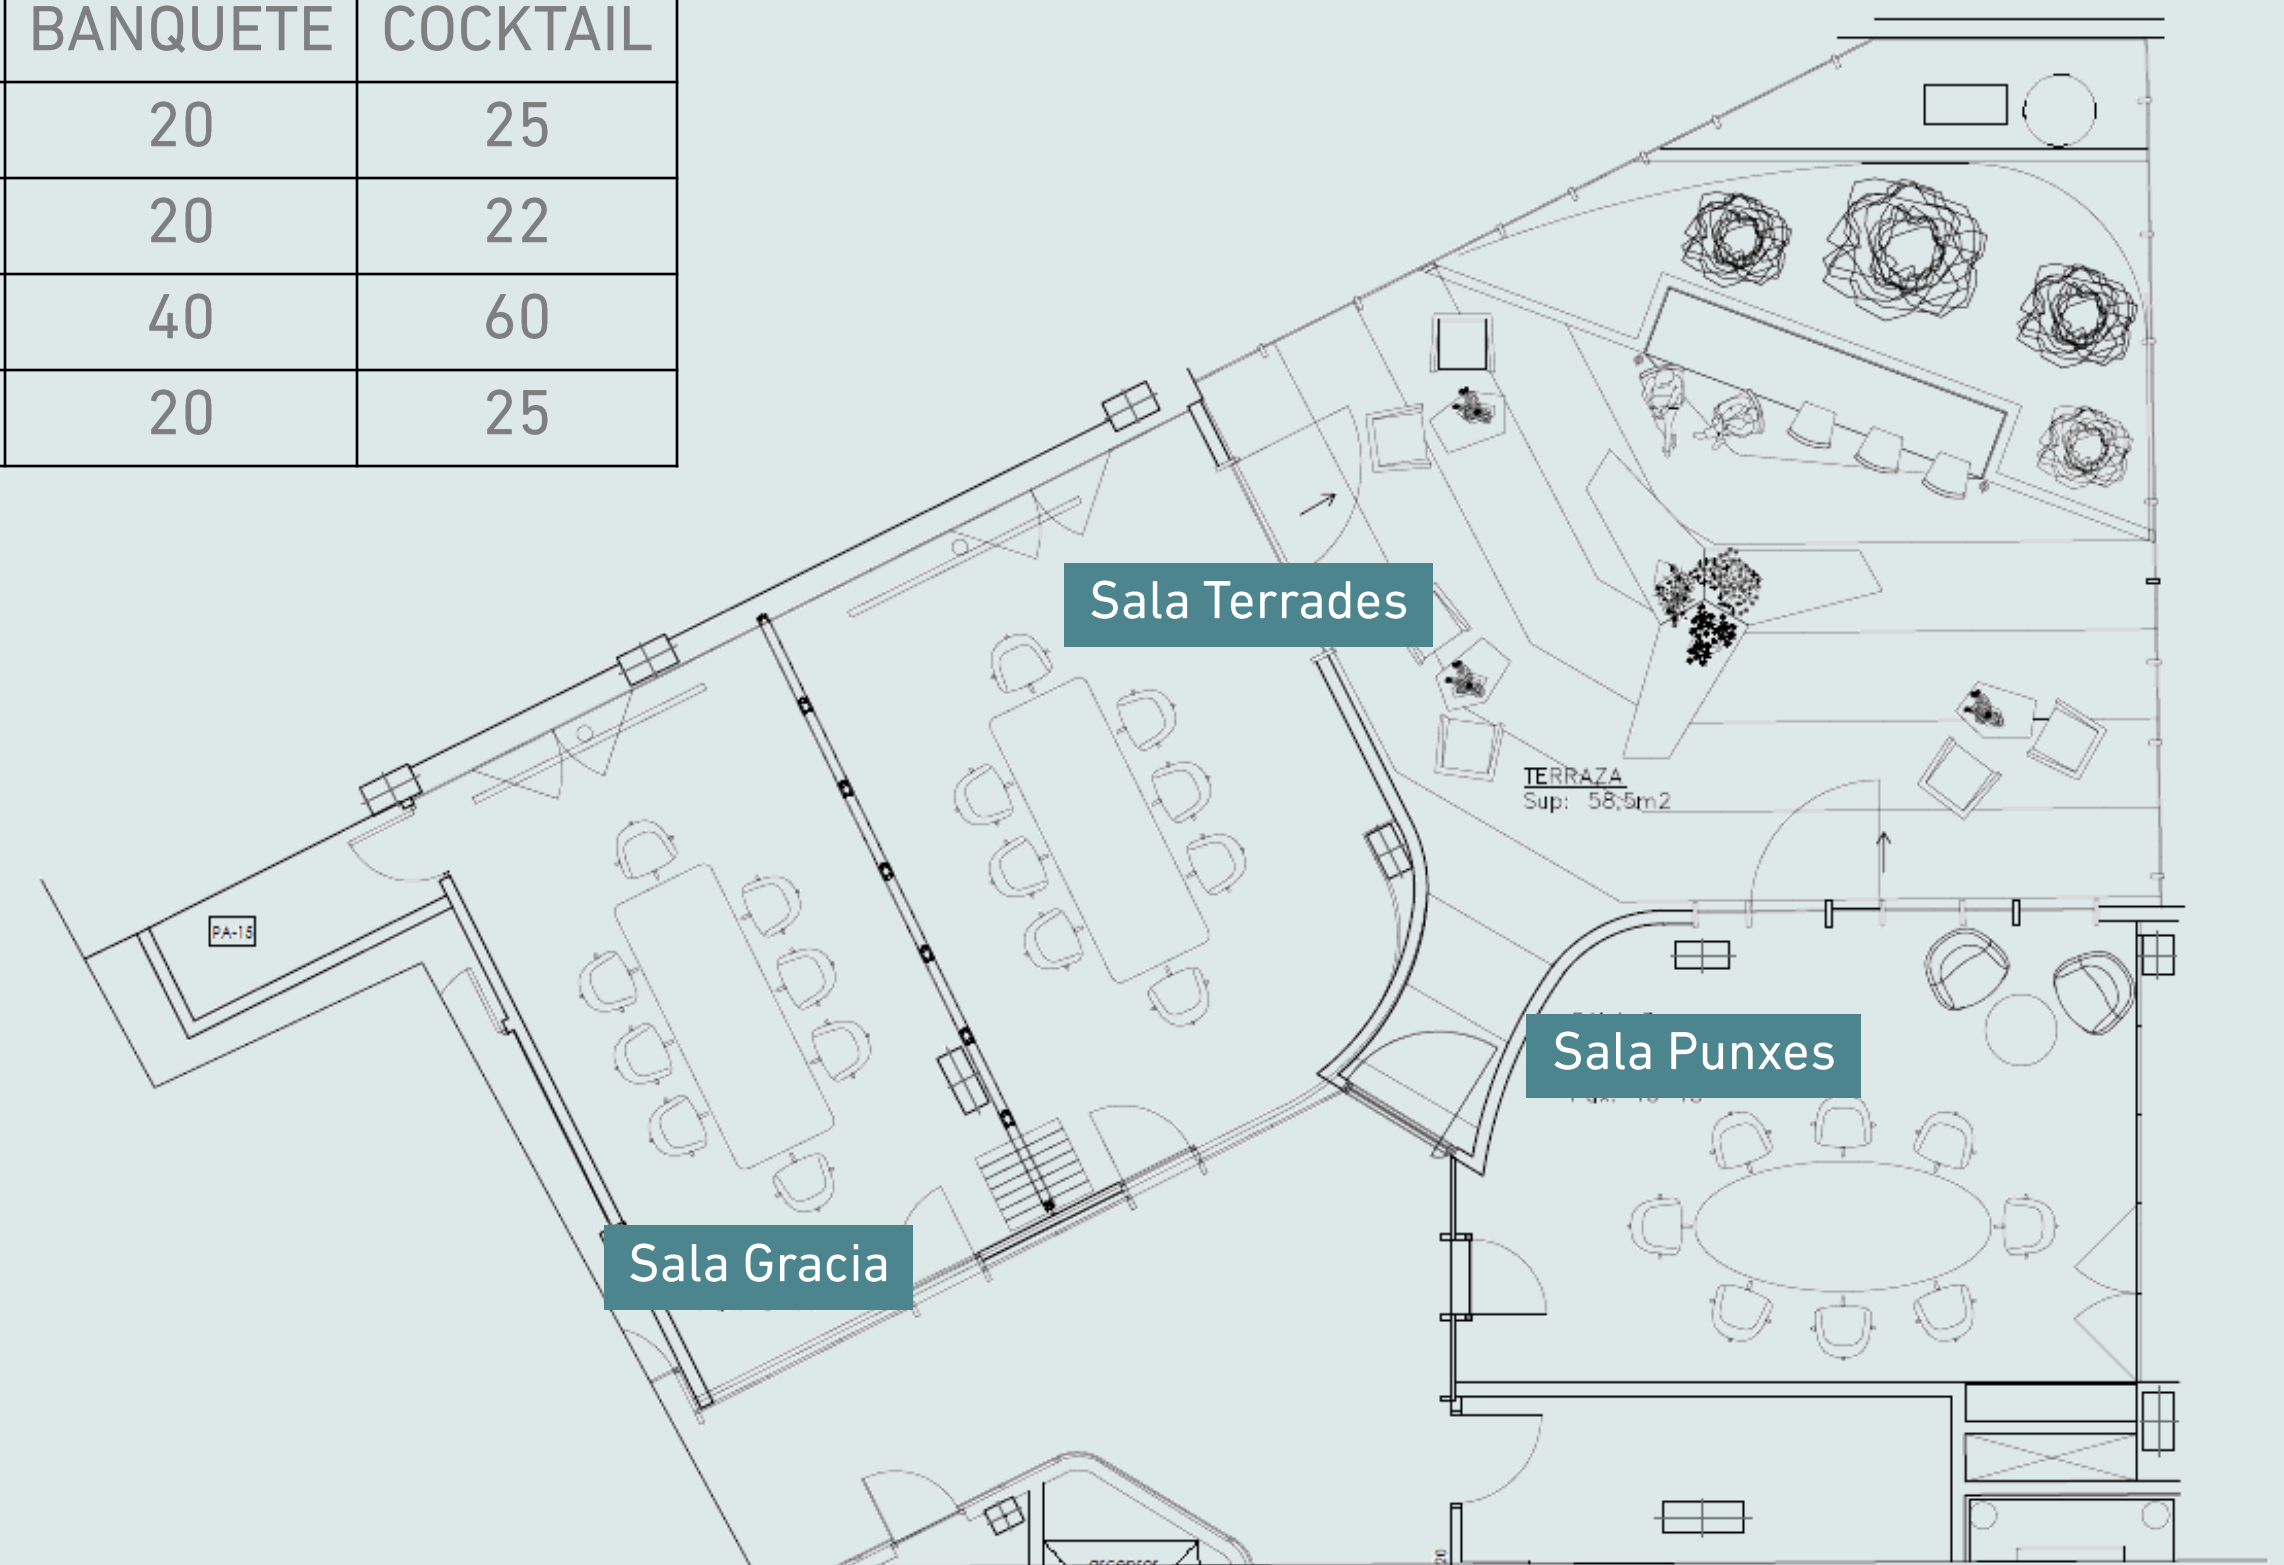 BANQUETE COCKTAIL
20 25
20 22
40 60
20 25
Sala Terrades
TERRAZA
Sup: 58,5m2
PA-15
Sala Punxes
Sala Gracia
20